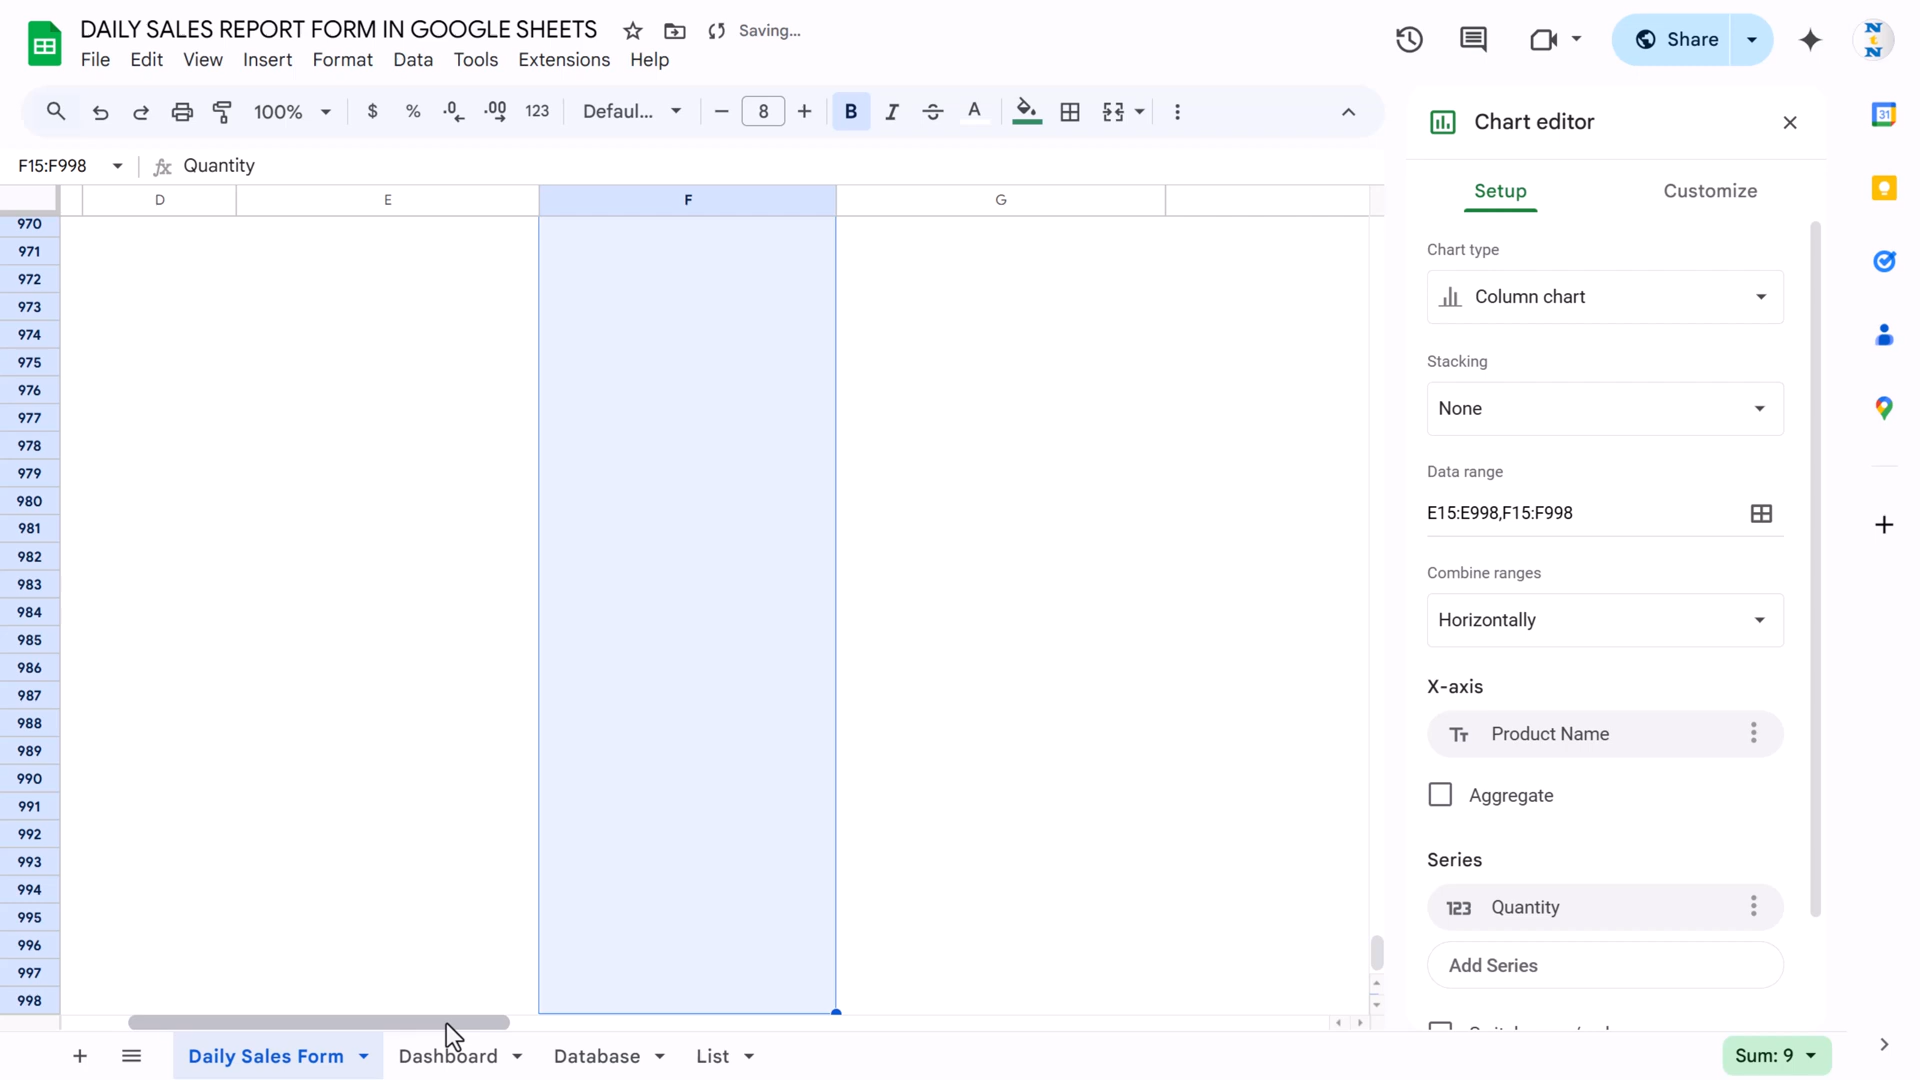 DAILY SALES REPORT FORM IN GOOGLE SHEETS
Saving...
File Edit View Insert Format Data Tools Extensions Help
Share
100%
$ % .0 .00 123 Defaul... 8 B I S A
F15:F998
fx Quantity
D E F G
970
971
972
973
974
975
976
977
978
979
980
981
982
983
984
985
986
987
988
989
990
991
992
993
994
995
996
997
998
Chart editor
Setup Customize
Chart type
Column chart
Stacking
None
Data range
E15:E998,F15:F998
Combine ranges
Horizontally
X-axis
Tт Product Name
Aggregate
Series
123 Quantity
Add Series
31
Daily Sales Form Dashboard Database List
Sum: 9